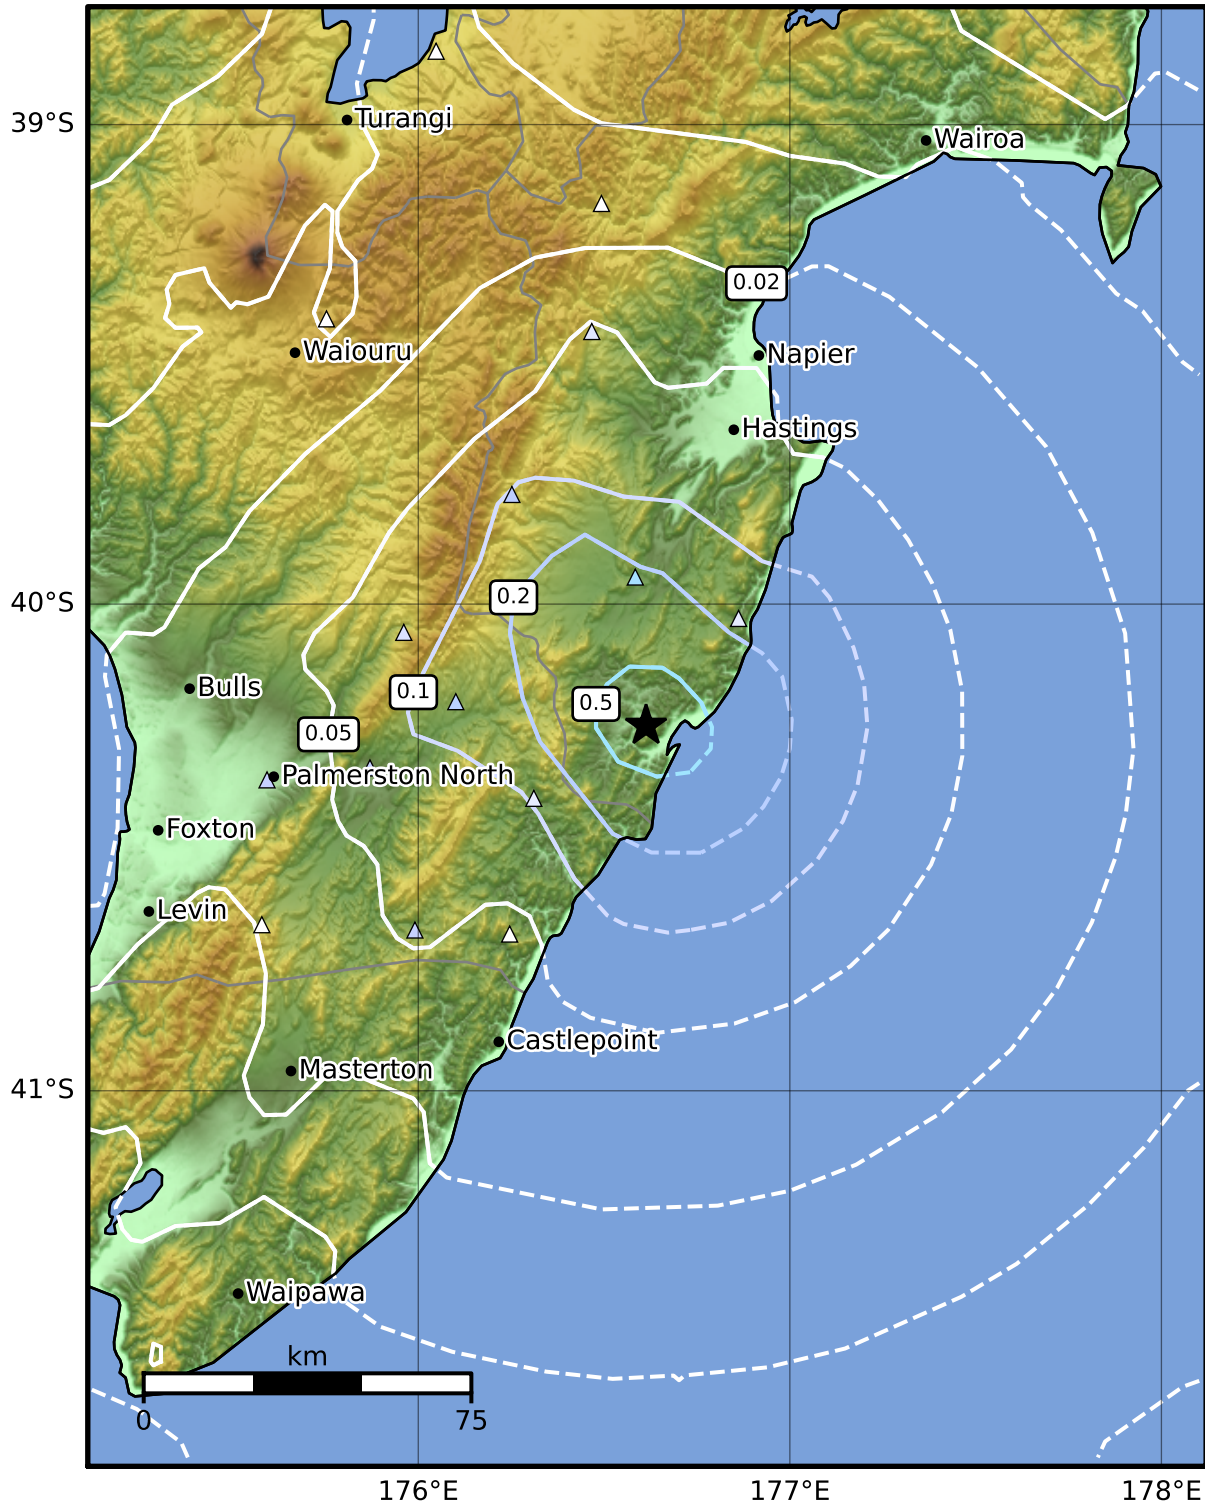 39°S
Turangi
Wairoa
0.02
Waiouru
Napier
Hastings
40°S
0.2
Bulls
0.1
0.5
0.05
Palmerston North
Foxton
Levin
Castlepoint
Masterton
41°S
Waipawa
km
0
75
176°E
177°E
178°E